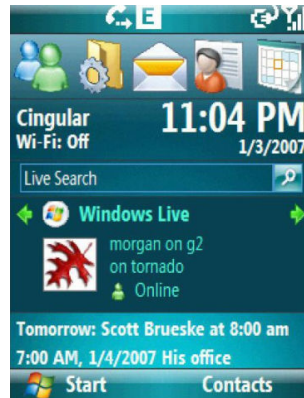 E
Cingular
11:04 PM
Wi-Fi: Off
1/3/2007
Live Search
Windows Live
morgan on g2
on tornado
Online
Tomorrow: Scott Brueske at 8:00 am
7:00 AM, 1/4/2007 His office
Start Contacts